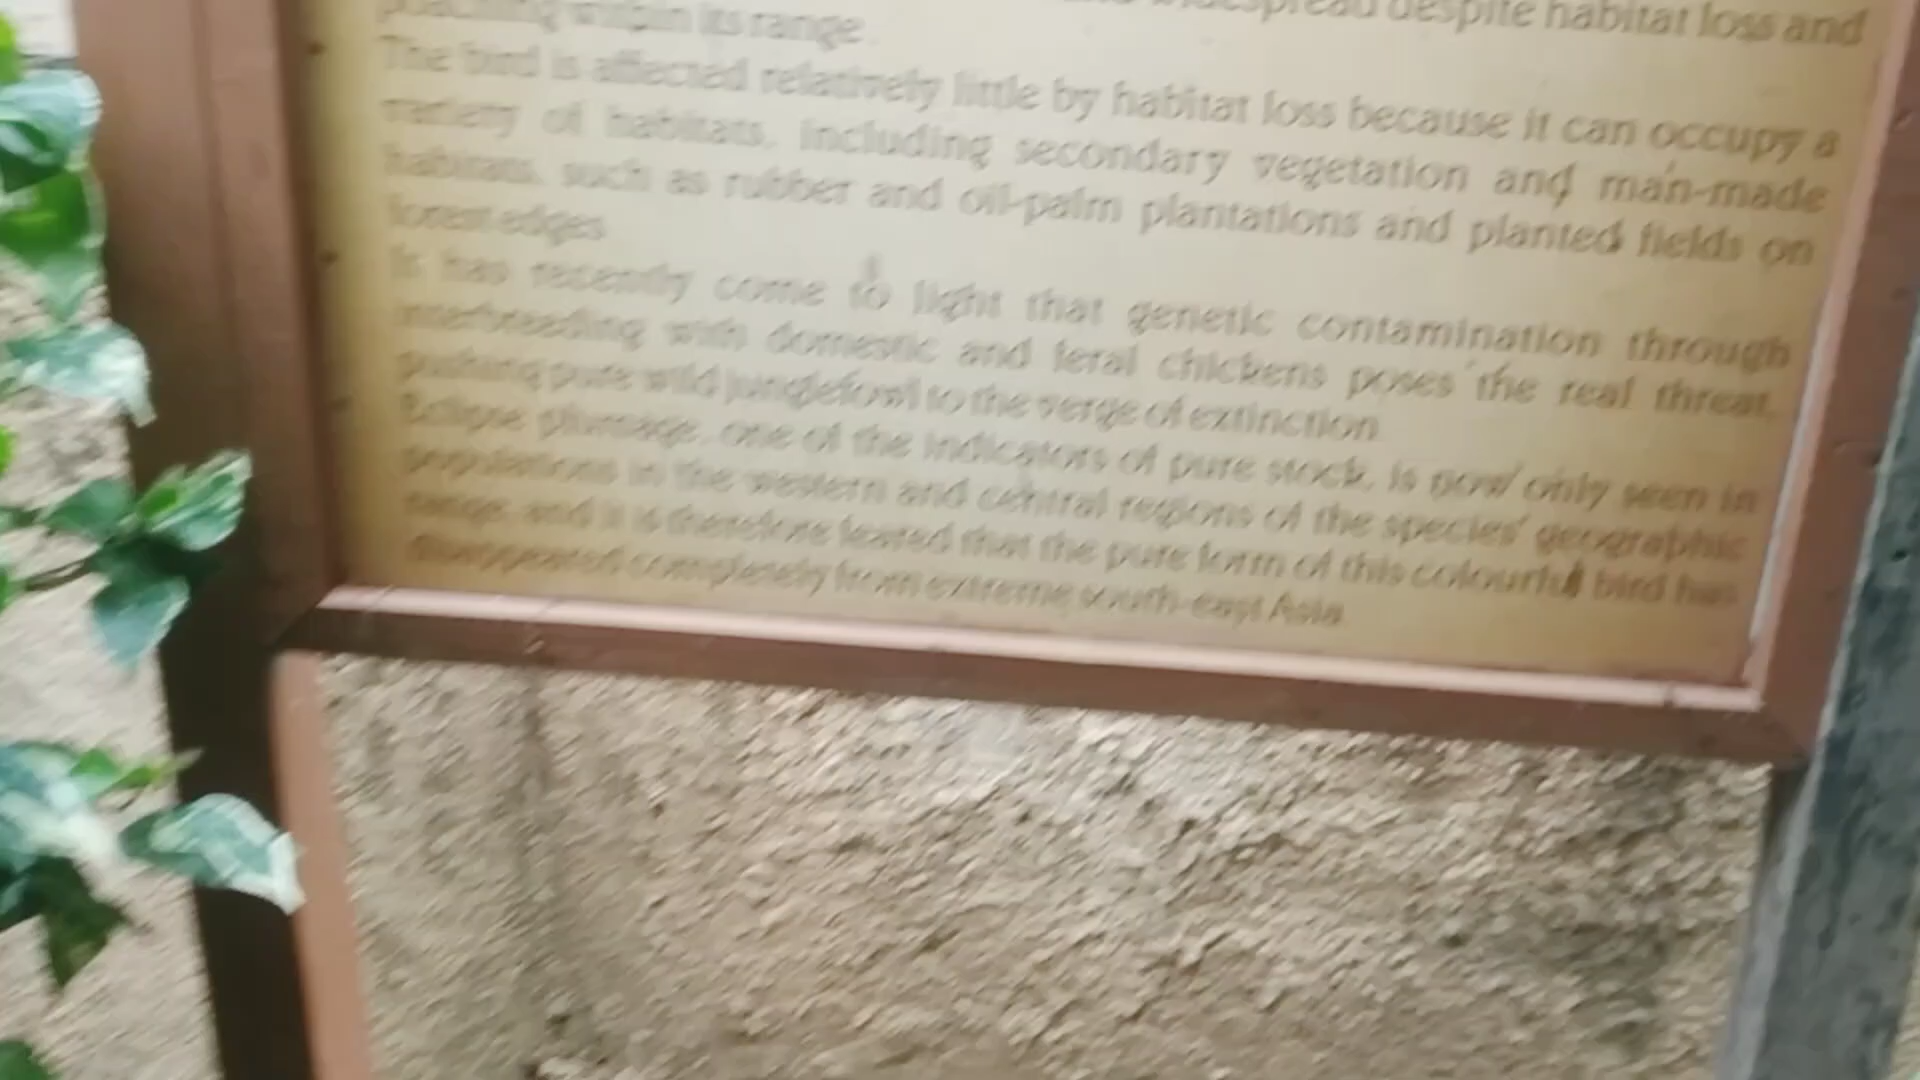 widespread despite habitat loss and
poaching within its range
The bird is affected relatively little by habitat loss because it can occupy a
variety of habitats, including secondary vegetation and man-made
habitats, such as rubber and oil-palm plantations and planted fields on
forest edges
It has recently come to light that genetic contamination through
interbreeding with domestic and feral chickens poses the real threat,
pushing pure wild junglefowl to the verge of extinction
Eclipse plumage, one of the indicators of pure stock, is now only seen in
populations in the western and central regions of the species' geographic
range, and it is therefore feared that the pure form of this colourful bird has
disappeared completely from extreme south-east Asia